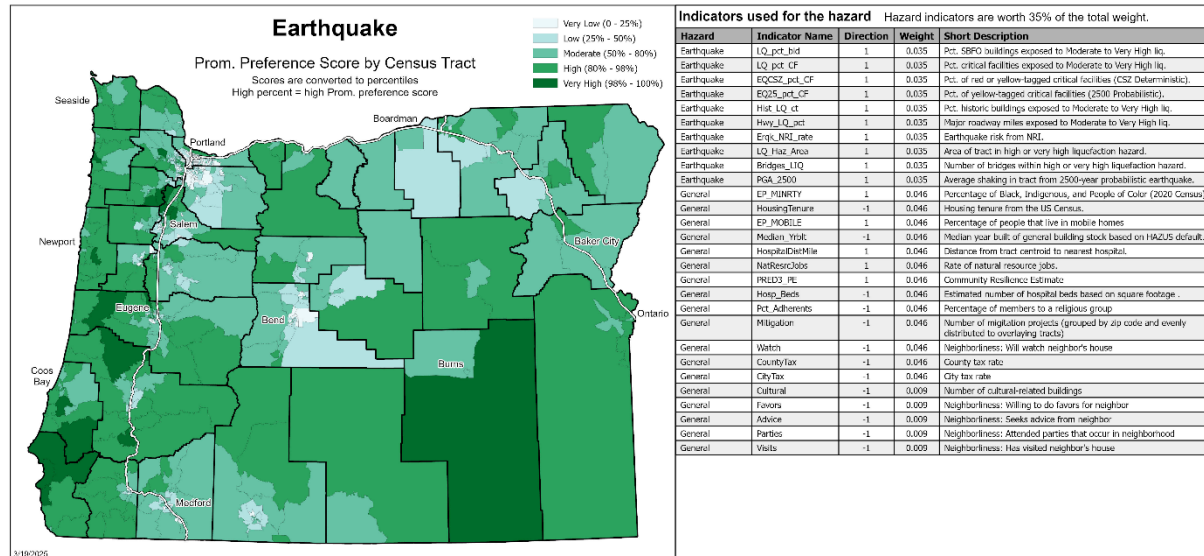 Earthquake
Prom. Preference Score by Census Tract
Scores are converted to percentiles
High percent = high Prom. preference score
Very Low (0 - 25%)
Low (25% - 50%)
Moderate (50% - 80%)
High (80% - 98%)
Very High (98% - 100%)
Seaside
Portland
Boardman
Salem
Newport
Baker City
Eugene
Bend
Ontario
Burns
Coos
Bay
Medford
3/19/2025
Indicators used for the hazard Hazard indicators are worth 35% of the total weight.
Hazard Indicator Name Direction Weight Short Description
Earthquake LQ_pct_bld 1 0.035 Pct. SBFO buildings exposed to Moderate to Very High liq.
Earthquake LQ_pct_CF 1 0.035 Pct. critical facilities exposed to Moderate to Very High liq.
Earthquake EQCSZ_pct_CF 1 0.035 Pct. of red or yellow-tagged critical facilities (CSZ Deterministic).
Earthquake EQ25_pct_CF 1 0.035 Pct. of yellow-tagged critical facilities (2500 Probabilistic).
Earthquake Hist_LQ_ct 1 0.035 Pct. historic buildings exposed to Moderate to Very High liq.
Earthquake Hwy_LQ_pct 1 0.035 Major roadway miles exposed to Moderate to Very High liq.
Earthquake Erqk_NRI_rate 1 0.035 Earthquake risk from NRI.
Earthquake LQ_Haz_Area 1 0.035 Area of tract in high or very high liquefaction hazard.
Earthquake Bridges_LIQ 1 0.035 Number of bridges within high or very high liquefaction hazard.
Earthquake PGA_2500 1 0.035 Average shaking in tract from 2500-year probabilistic earthquake.
General EP_MINRTY 1 0.046 Percentage of Black, Indigenous, and People of Color (2020 Census)
General HousingTenure -1 0.046 Housing tenure from the US Census.
General EP_MOBILE 1 0.046 Percentage of people that live in mobile homes
General Median_Yrblt -1 0.046 Median year built of general building stock based on HAZUS default.
General HospitalDistMile 1 0.046 Distance from tract centroid to nearest hospital.
General NatResrcJobs 1 0.046 Rate of natural resource jobs.
General PRED3_PE 1 0.046 Community Resilience Estimate
General Hosp_Beds -1 0.046 Estimated number of hospital beds based on square footage .
General Pct_Adherents -1 0.046 Percentage of members to a religious group
General Mitigation -1 0.046 Number of migitation projects (grouped by zip code and evenly
distributed to overlaying tracts)
General Watch -1 0.046 Neighborliness: Will watch neighbor's house
General CountyTax -1 0.046 County tax rate
General CityTax -1 0.046 City tax rate
General Cultural -1 0.009 Number of cultural-related buildings
General Favors -1 0.009 Neighborliness: Willing to do favors for neighbor
General Advice -1 0.009 Neighborliness: Seeks advice from neighbor
General Parties -1 0.009 Neighborliness: Attended parties that occur in neighborhood
General Visits -1 0.009 Neighborliness: Has visited neighbor's house